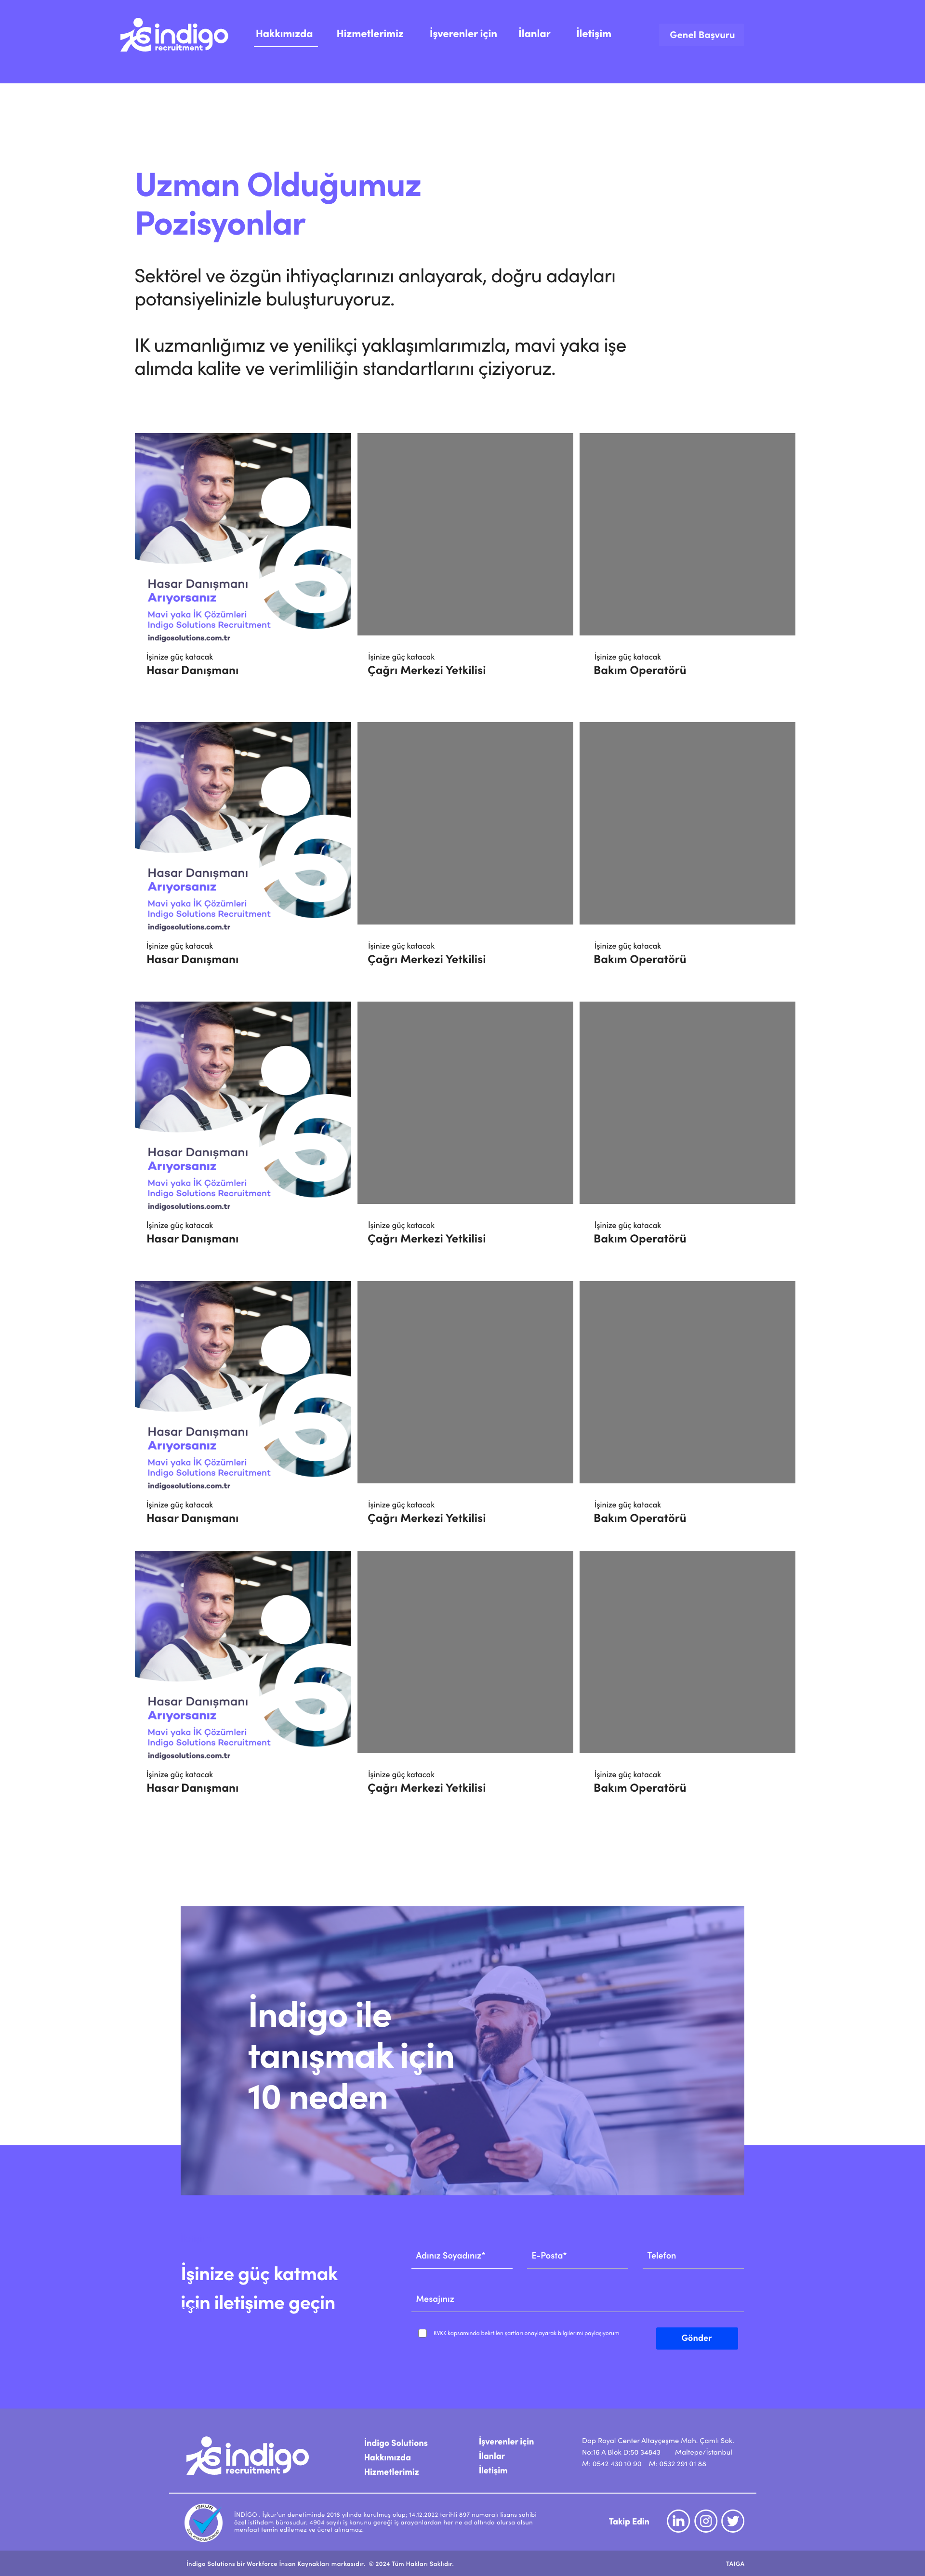 indigo
recruitment
Hakkımızda
Hizmetlerimiz
İşverenler için
İlanlar
İletişim
Genel Başvuru
Uzman Olduğumuz
Pozisyonlar
Sektörel ve özgün ihtiyaçlarınızı anlayarak, doğru adayları
potansiyelinizle buluşturuyoruz.
IK uzmanlığımız ve yenilikçi yaklaşımlarımızla, mavi yaka işe
alımda kalite ve verimliliğin standartlarını çiziyoruz.
Hasar Danışmanı
Arıyorsanız
Mavi yaka İK Çözümleri
Indigo Solutions Recruitment
indigosolutions.com.tr
İşinize güç katacak
Hasar Danışmanı
İşinize güç katacak
Çağrı Merkezi Yetkilisi
İşinize güç katacak
Bakım Operatörü
Hasar Danışmanı
Arıyorsanız
Mavi yaka İK Çözümleri
Indigo Solutions Recruitment
indigosolutions.com.tr
İşinize güç katacak
Hasar Danışmanı
İşinize güç katacak
Çağrı Merkezi Yetkilisi
İşinize güç katacak
Bakım Operatörü
Hasar Danışmanı
Arıyorsanız
Mavi yaka İK Çözümleri
Indigo Solutions Recruitment
indigosolutions.com.tr
İşinize güç katacak
Hasar Danışmanı
İşinize güç katacak
Çağrı Merkezi Yetkilisi
İşinize güç katacak
Bakım Operatörü
Hasar Danışmanı
Arıyorsanız
Mavi yaka İK Çözümleri
Indigo Solutions Recruitment
indigosolutions.com.tr
İşinize güç katacak
Hasar Danışmanı
İşinize güç katacak
Çağrı Merkezi Yetkilisi
İşinize güç katacak
Bakım Operatörü
Hasar Danışmanı
Arıyorsanız
Mavi yaka İK Çözümleri
Indigo Solutions Recruitment
indigosolutions.com.tr
İşinize güç katacak
Hasar Danışmanı
İşinize güç katacak
Çağrı Merkezi Yetkilisi
İşinize güç katacak
Bakım Operatörü
İndigo ile
tanışmak için
10 neden
İşinize güç katmak
için iletişime geçin
Adınız Soyadınız*
E-Posta*
Telefon
Mesajınız
KVKK kapsamında belirtilen şartları onaylayarak bilgilerimi paylaşıyorum
Gönder
indigo
recruitment
İndigo Solutions
Hakkımızda
Hizmetlerimiz
İşverenler için
İlanlar
İletişim
Dap Royal Center Altayçeşme Mah. Çamlı Sok.
No:16 A Blok D:50 34843 Maltepe/İstanbul
M: 0542 430 10 90 M: 0532 291 01 88
İŞKUR
İNDİGO . İşkur'un denetiminde 2016 yılında kurulmuş olup; 14.12.2022 tarihli 897 numaralı lisans sahibi
özel istihdam bürosudur. 4904 sayılı iş kanunu gereği iş arayanlardan her ne ad altında olursa olsun
menfaat temin edilemez ve ücret alınamaz.
Takip Edin
in
İndigo Solutions bir Workforce İnsan Kaynakları markasıdır. © 2024 Tüm Hakları Saklıdır.
TAIGA